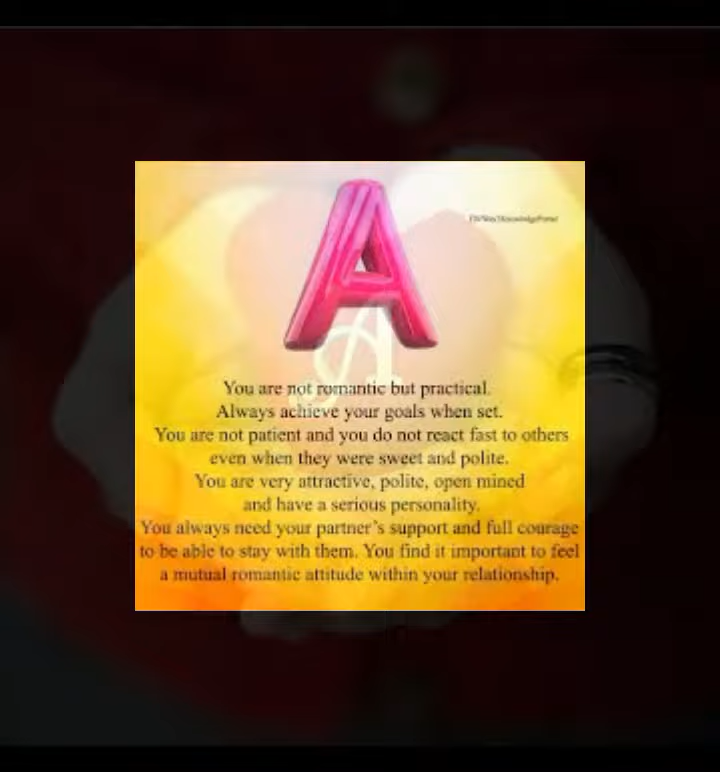 A
You are not romantic but practical.
Always achieve your goals when set.
You are not patient and you do not react fast to others
even when they were sweet and polite.
You are very attractive, polite, open mined
and have a serious personality.
You always need your partner's support and full courage
to be able to stay with them. You find it important to feel
a mutual romantic attitude within your relationship.